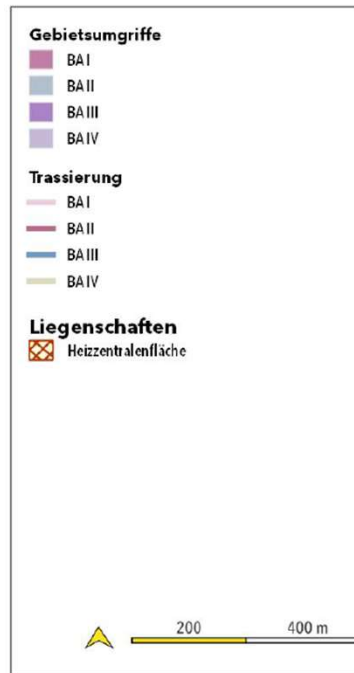 Gebietsumgriffe
BA I
BA II
BA III
BA IV
Trassierung
BA I
BA II
BA III
BA IV
Liegenschaften
Heizzentralenfläche
200 400 m